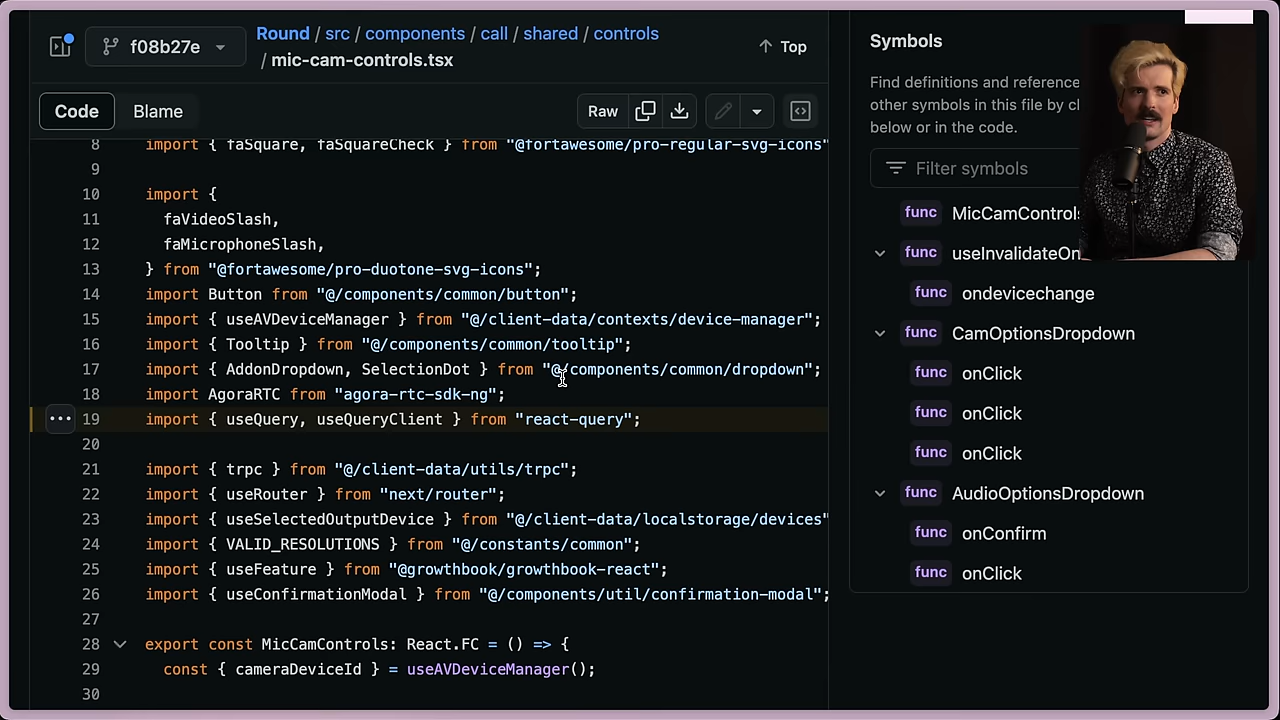 f08b27e
Round / src / components / call / shared / controls
/ mic-cam-controls.tsx
Top
Code
Blame
Raw
8 import { faSquare, faSquareCheck } from "@fortawesome/pro-regular-svg-icons"
9
10 import {
11 faVideoSlash,
12 faMicrophoneSlash,
13 } from "@fortawesome/pro-duotone-svg-icons";
14 import Button from "@/components/common/button";
15 import { useAVDeviceManager } from "@/client-data/contexts/device-manager";
16 import { Tooltip } from "@/components/common/tooltip";
17 import { AddonDropdown, SelectionDot } from "@/components/common/dropdown";
18 import AgoraRTC from "agora-rtc-sdk-ng";
19 import { useQuery, useQueryClient } from "react-query";
20
21 import { trpc } from "@/client-data/utils/trpc";
22 import { useRouter } from "next/router";
23 import { useSelectedOutputDevice } from "@/client-data/localstorage/devices"
24 import { VALID_RESOLUTIONS } from "@/constants/common";
25 import { useFeature } from "@growthbook/growthbook-react";
26 import { useConfirmationModal } from "@/components/util/confirmation-modal";
27
28 export const MicCamControls: React.FC = () => {
29 const { cameraDeviceId } = useAVDeviceManager();
30
Symbols
Find definitions and reference
other symbols in this file by cl
below or in the code.
Filter symbols
func MicCamControls
func useInvalidateOn
func ondevicechange
func CamOptionsDropdown
func onClick
func onClick
func onClick
func AudioOptionsDropdown
func onConfirm
func onClick